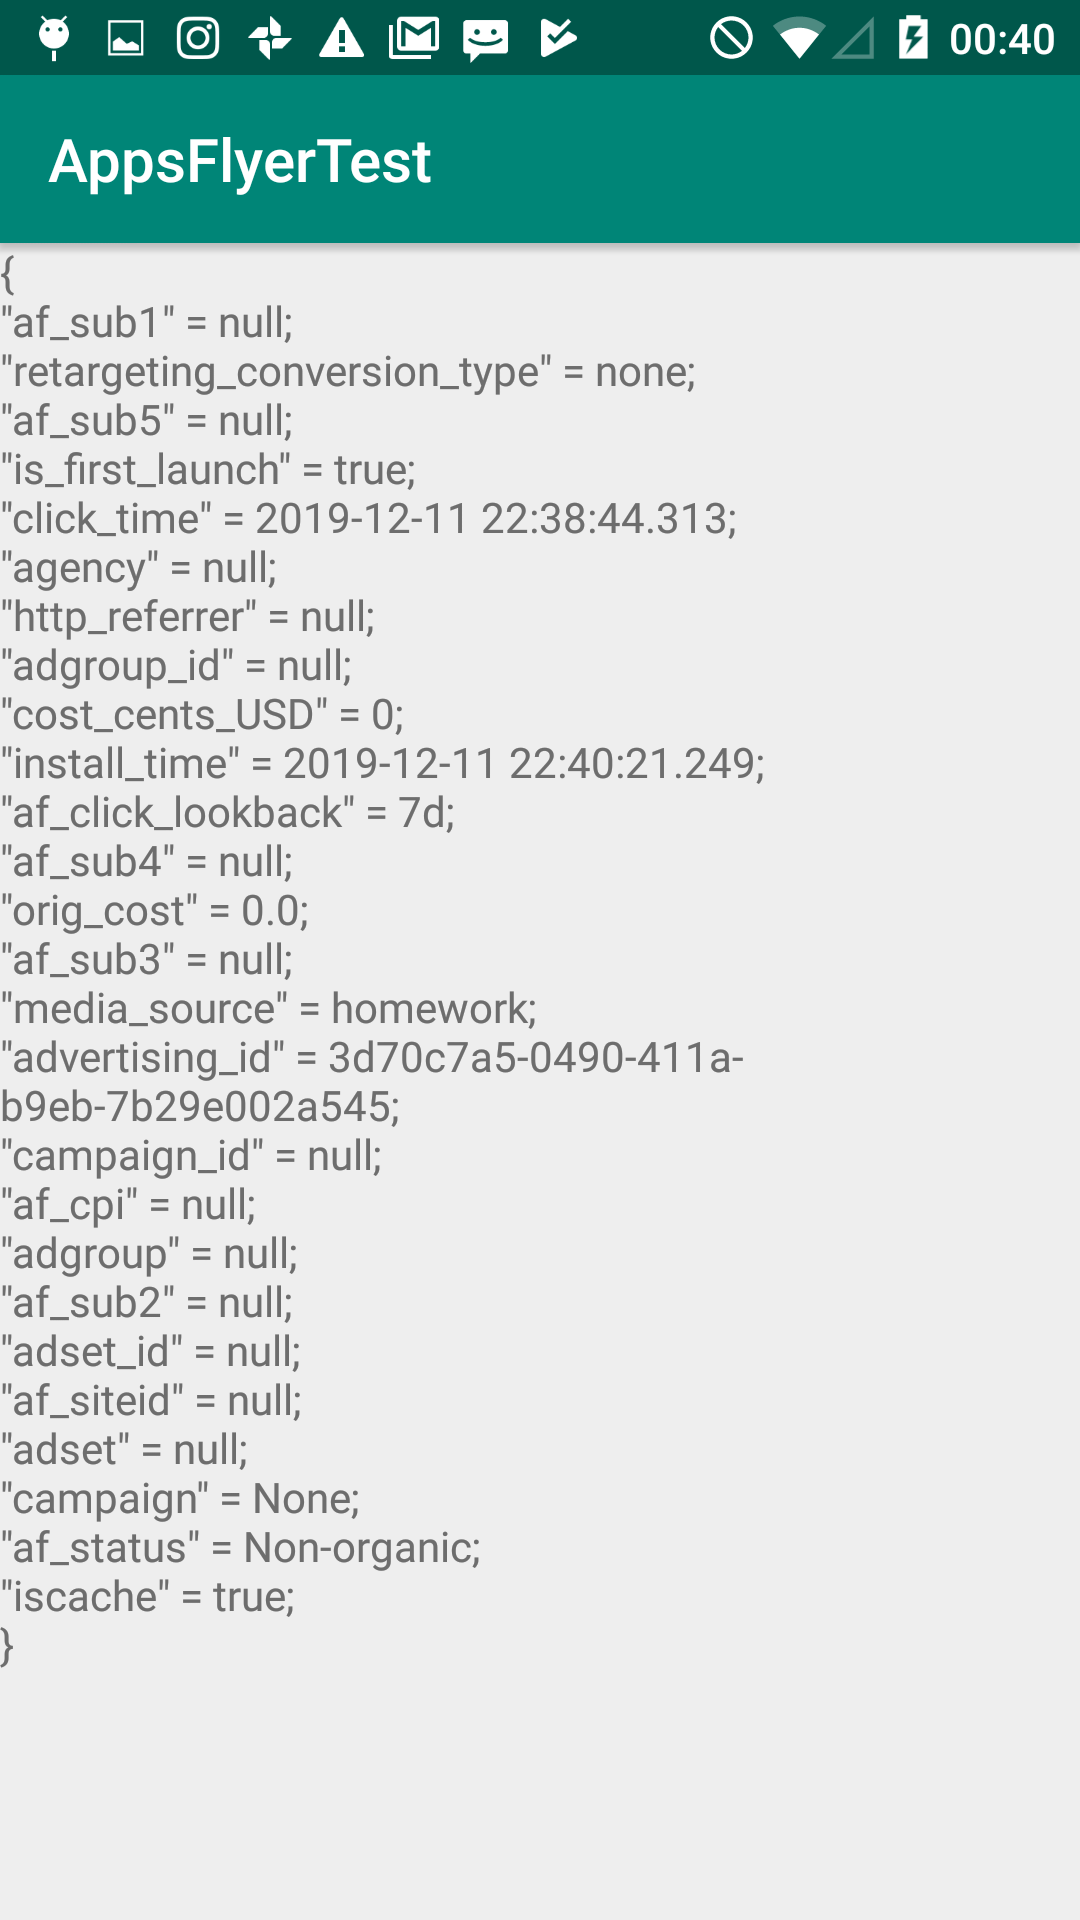 00:40
AppsFlyerTest
{
"af_sub1" = null;
"retargeting_conversion_type" = none;
"af_sub5" = null;
"is_first_launch" = true;
"click_time" = 2019-12-11 22:38:44.313;
"agency" = null;
"http_referrer" = null;
"adgroup_id" = null;
"cost_cents_USD" = 0;
"install_time" = 2019-12-11 22:40:21.249;
"af_click_lookback" = 7d;
"af_sub4" = null;
"orig_cost" = 0.0;
"af_sub3" = null;
"media_source" = homework;
"advertising_id" = 3d70c7a5-0490-411a-
b9eb-7b29e002a545;
"campaign_id" = null;
"af_cpi" = null;
"adgroup" = null;
"af_sub2" = null;
"adset_id" = null;
"af_siteid" = null;
"adset" = null;
"campaign" = None;
"af_status" = Non-organic;
"iscache" = true;
}